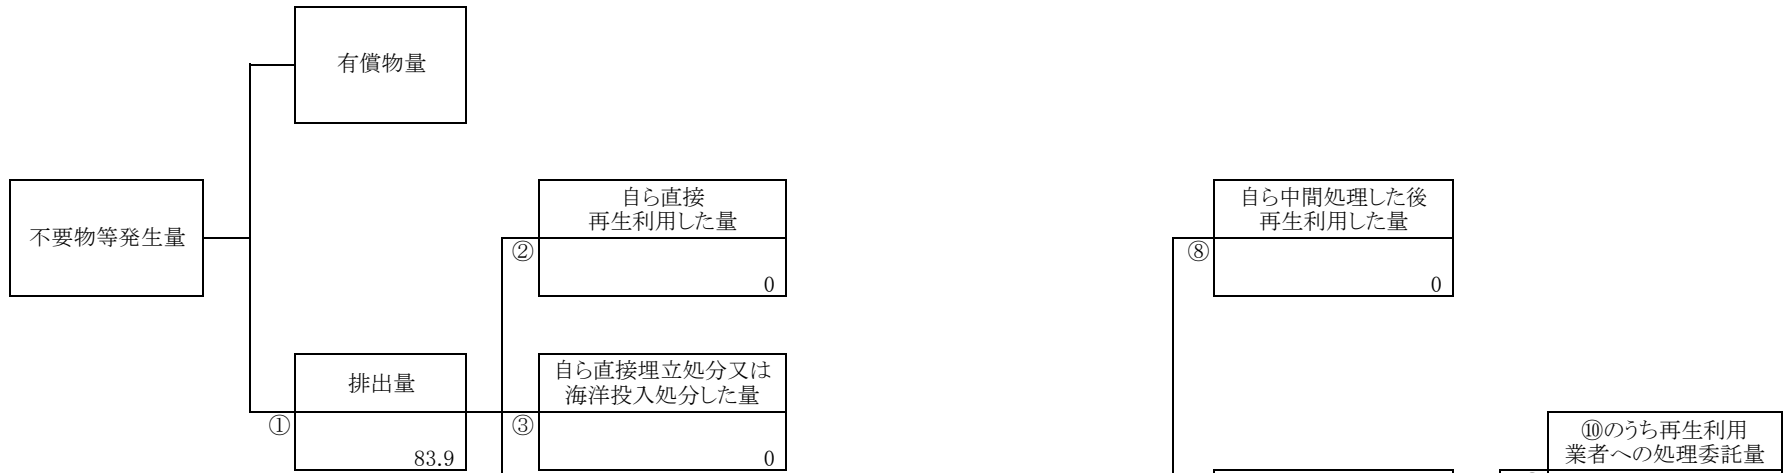 有償物量
不要物等発生量
自ら直接
再生利用した量
②
0
自ら中間処理した後
再生利用した量
⑧
0
排出量
①
83.9
自ら直接埋立処分又は
海洋投入処分した量
③
0
⑩のうち再生利用
業者への処理委託量